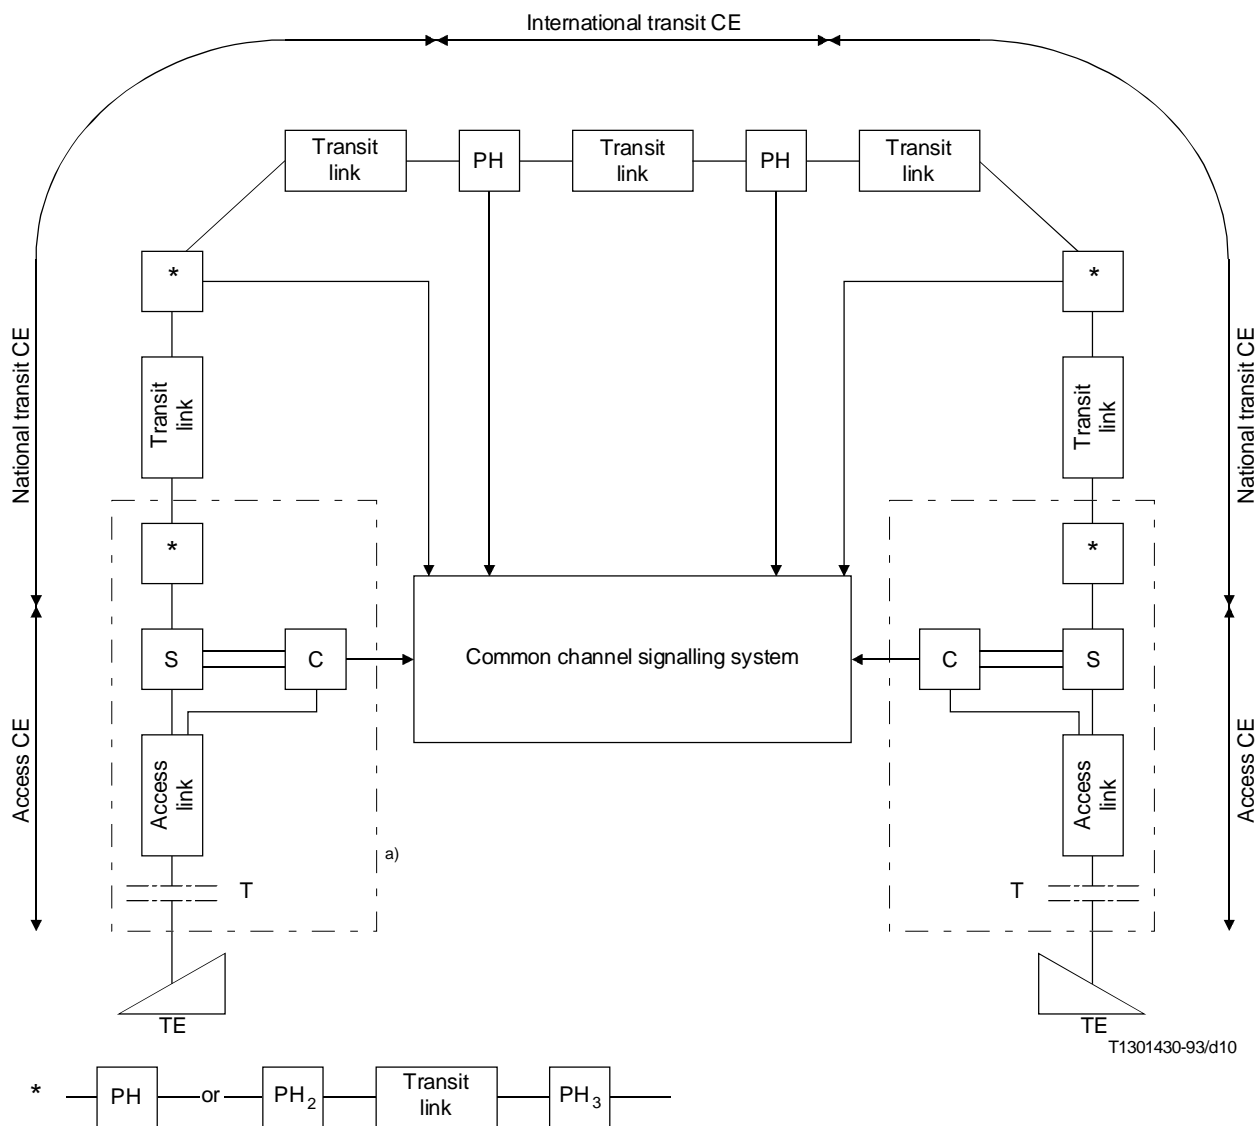 International transit CE
Transit
link
PH
Transit
link
PH
Transit
link
*
*
National transit CE
National transit CE
Transit
link
Transit
link
*
*
S
C
Common channel signalling system
C
S
Access CE
Access CE
Access
link
Access
link
a)
T
T
TE
TE
T1301430-93/d10
* PH or PH2 Transit
link PH3